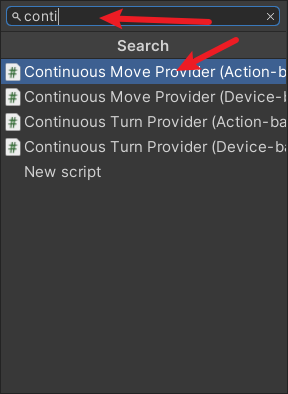 conti
Search
Continuous Move Provider (Action-ba
Continuous Move Provider (Device-b
Continuous Turn Provider (Action-ba
Continuous Turn Provider (Device-ba
New script